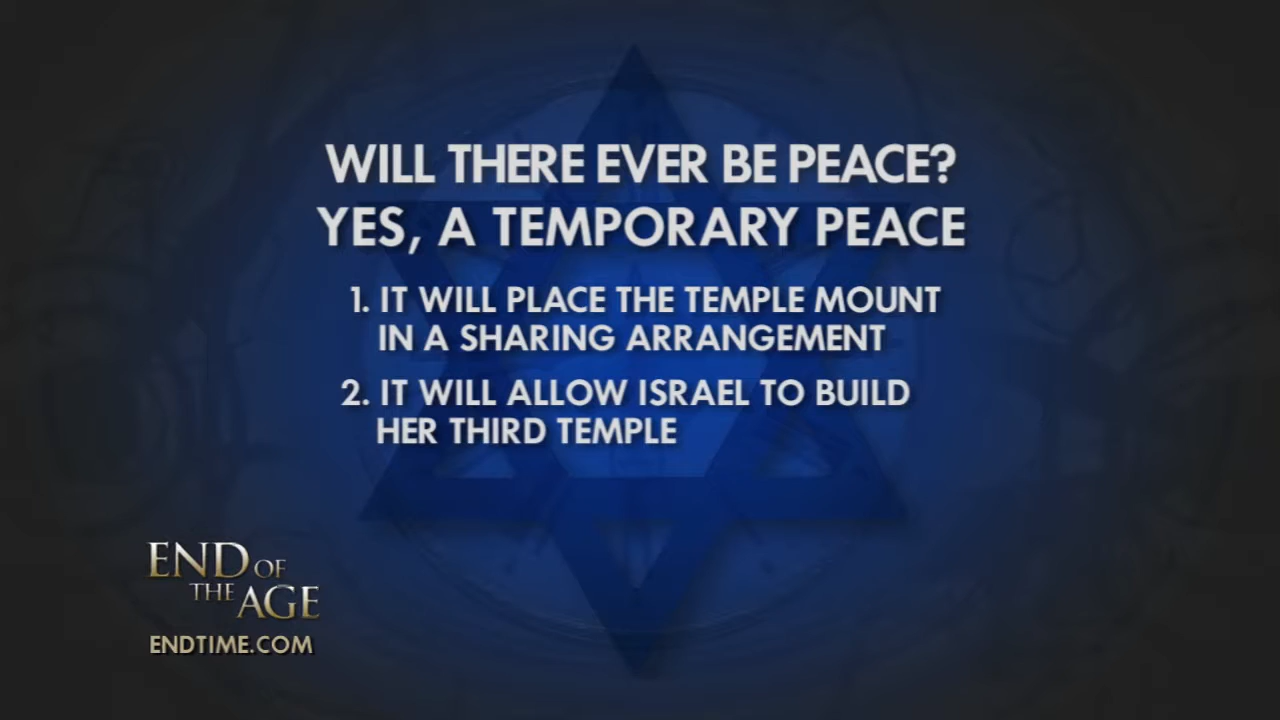 WILL THERE EVER BE PEACE?
YES, A TEMPORARY PEACE
1. IT WILL PLACE THE TEMPLE MOUNT
IN A SHARING ARRANGEMENT
2. IT WILL ALLOW ISRAEL TO BUILD
HER THIRD TEMPLE
END OF
THE AGE
ENDTIME.COM